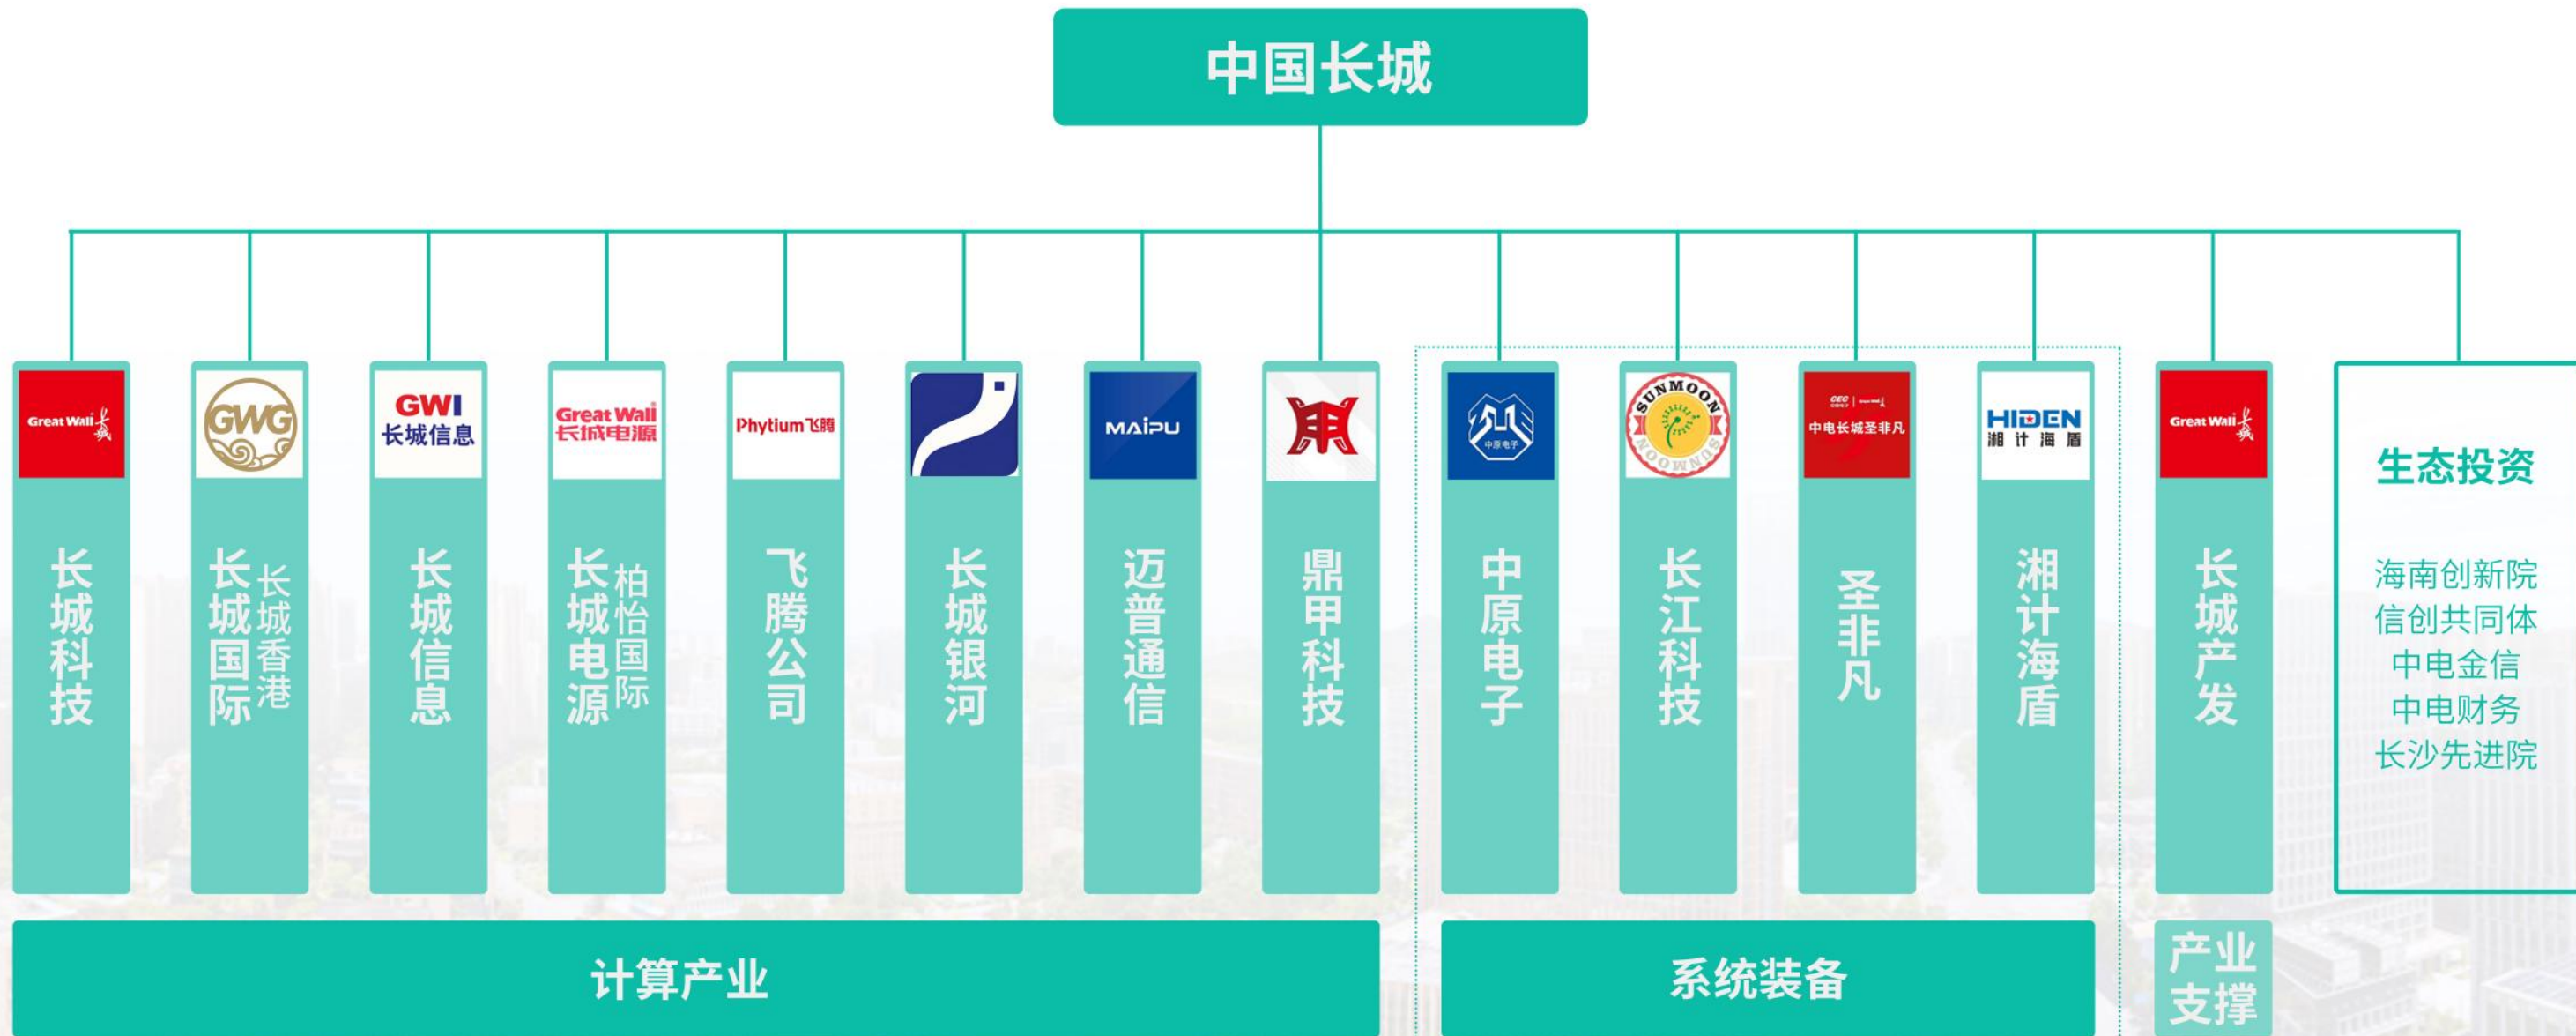 中国长城
Great Wall 长城
长城科技
GWG
长城国际
长城香港
GWI
长城信息
长城信息
Great Wall
长城电源
长城电源
柏怡国际
Phytium飞腾
飞腾公司
长城银河
MAIPU
迈普通信
鼎甲科技
中原电子
中原电子
SUNMOON
SUNMOON
长江科技
CEC
Great Wall
中电长城圣非凡
圣非凡
HIDEN
湘计海盾
湘计海盾
Great Wall 长城
长城产发
生态投资
海南创新院
信创共同体
中电金信
中电财务
长沙先进院
计算产业
系统装备
产业
支撑